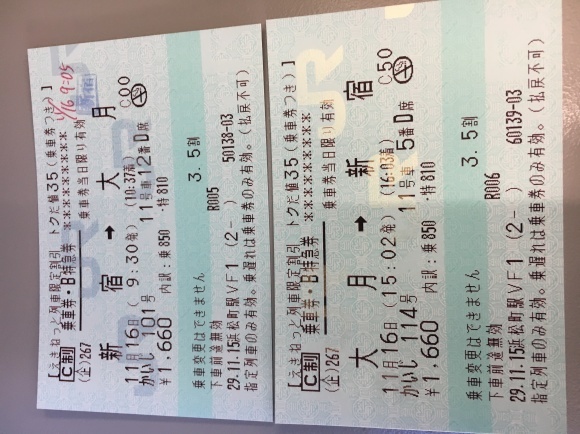 【えきねっと列車限定割引 トクだ値35(乗車券つき)】
C制 乗車券・B特急券 ※※※※※※※※※
(企)267 乗車券当日限り有効
新宿 → 大月
11月16日( 9:30発) (10:37着) C00
かいじ 101号 11号車12番D席
¥1,660 内訳:乗850・特810
乗車変更はできません 3.5割
下車前途無効 R005
29.11.15浜松町駅VF1 (2- ) 50138-03
指定列車のみ有効。乗遅れは乗車券のみ有効。(払戻不可)
9:05
【えきねっと列車限定割引 トクだ値35(乗車券つき)】
C制 乗車券・B特急券 ※※※※※※※※※
(企)267 乗車券当日限り有効
大月 → 新宿
11月16日(15:02発) (16:03着) C50
かいじ 114号 11号車 5番D席
¥1,660 内訳:乗850・特810
乗車変更はできません 3.5割
下車前途無効 R006
29.11.15浜松町駅VF1 (2- ) 60139-03
指定列車のみ有効。乗遅れは乗車券のみ有効。(払戻不可)